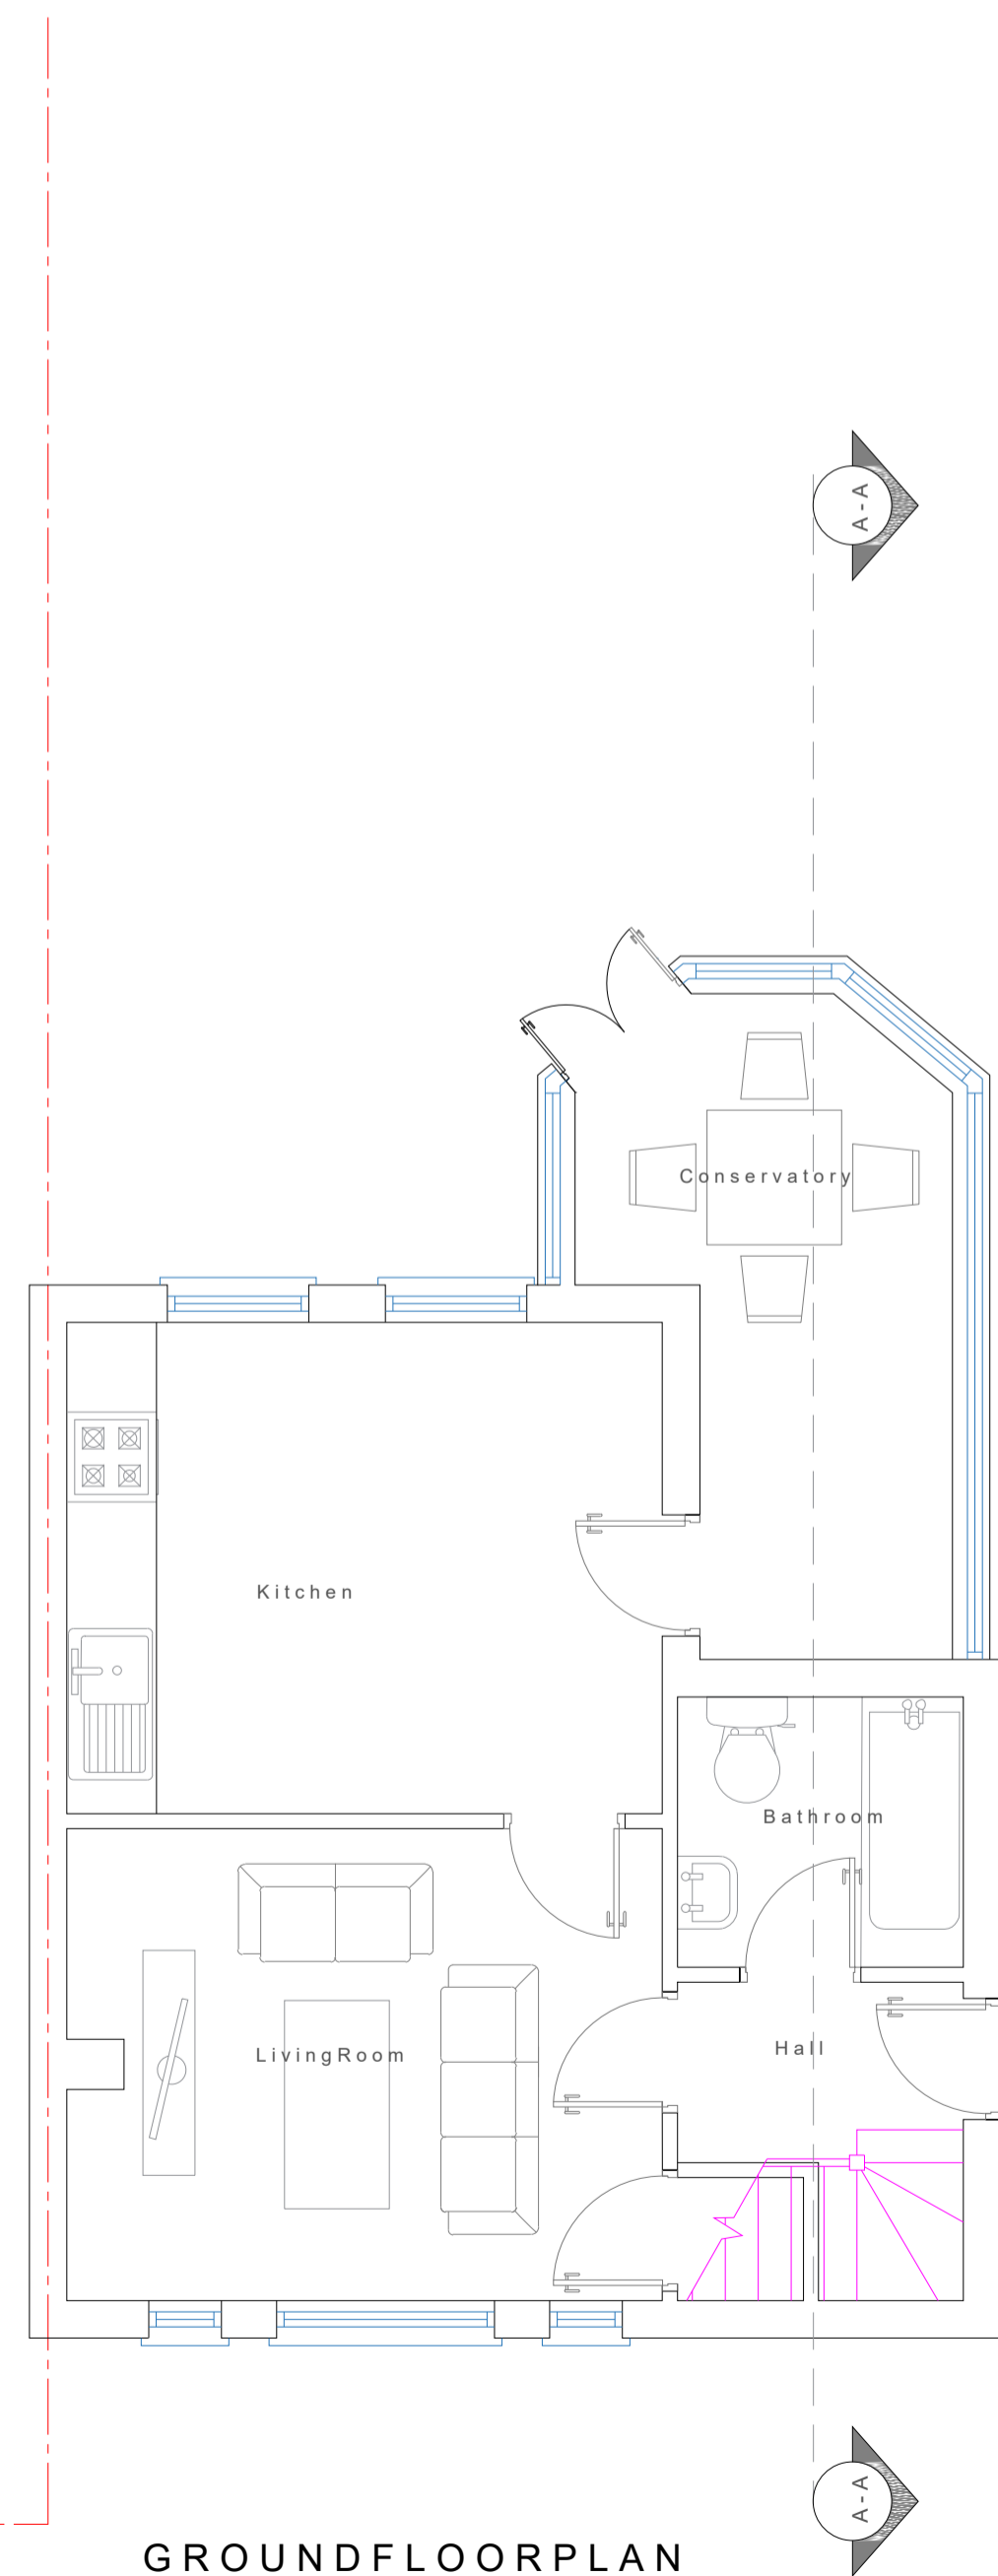 A-A
Conservatory
Kitchen
Bathroom
Hall
LivingRoom
A-A
GROUNDFLOORPLAN